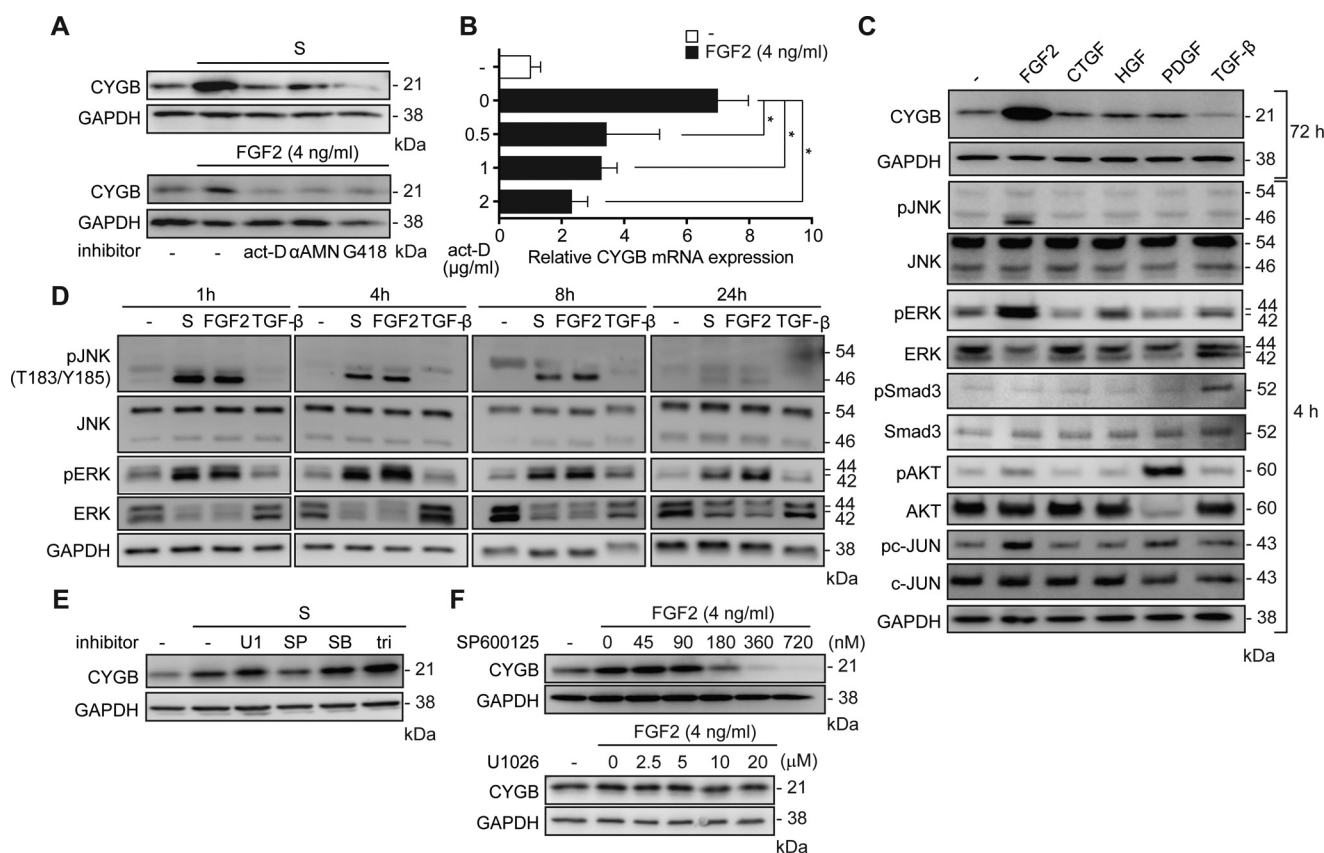 A
S
CYGB
- 21
GAPDH
- 38
kDa
FGF2 (4 ng/ml)
CYGB
- 21
GAPDH
- 38
inhibitor - - act-D αAMN G418 kDa
B
-
FGF2 (4 ng/ml)
-
0
0.5
1
2
*
*
*
act-D
(μg/ml)
0 2 4 6 8 10
Relative CYGB mRNA expression
C
- FGF2 CTGF HGF PDGF TGF-β
CYGB - 21
GAPDH - 38
72 h
pJNK - 54
- 46
JNK - 54
- 46
pERK - 44
- 42
ERK - 44
- 42
pSmad3 - 52
Smad3 - 52
pAKT - 60
AKT - 60
pc-JUN - 43
c-JUN - 43
GAPDH - 38
4 h
kDa
D
1h 4h 8h 24h
- S FGF2 TGF-β - S FGF2 TGF-β - S FGF2 TGF-β - S FGF2 TGF-β
pJNK
(T183/Y185)
- 54
- 46
JNK
- 54
- 46
pERK
- 44
- 42
ERK
- 44
- 42
GAPDH
- 38
kDa
E
S
inhibitor - - U1 SP SB tri
CYGB - 21
GAPDH - 38
kDa
F
FGF2 (4 ng/ml)
SP600125 - 0 45 90 180 360 720 (nM)
CYGB - 21
GAPDH - 38
kDa
FGF2 (4 ng/ml)
U1026 - 0 2.5 5 10 20 (μM)
CYGB - 21
GAPDH - 38
kDa